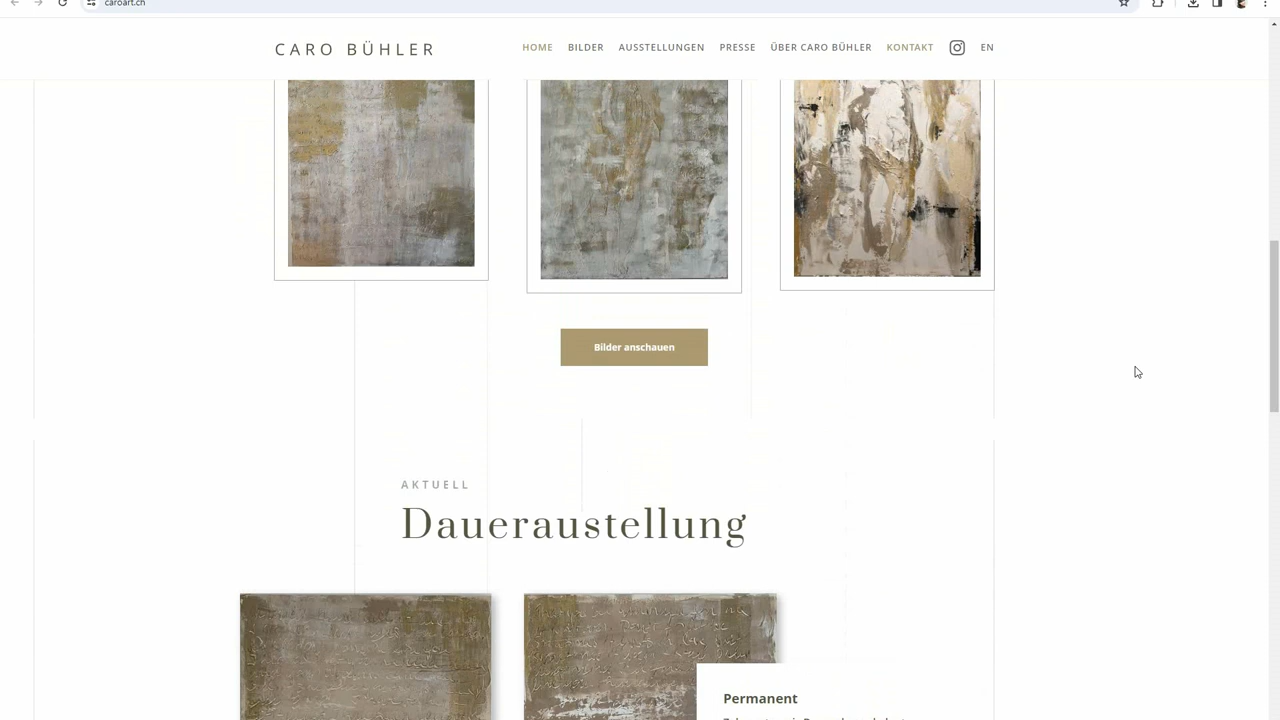 caroart.ch
CARO BÜHLER
HOME BILDER AUSSTELLUNGEN PRESSE ÜBER CARO BÜHLER KONTAKT EN
Bilder anschauen
AKTUELL
Daueraustellung
Permanent